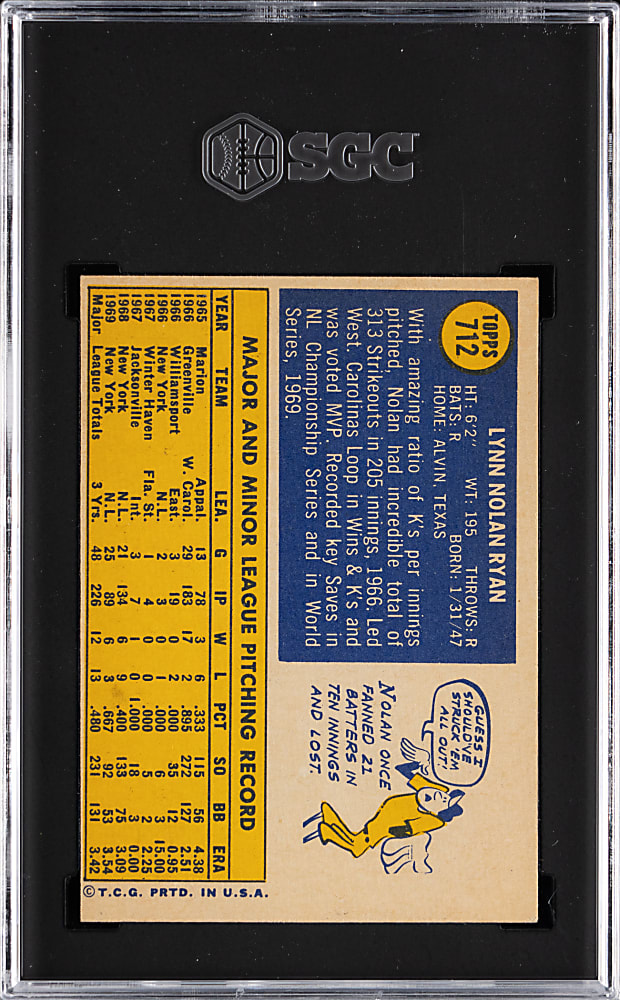 SGC
TOPPS
712
LYNN NOLAN RYAN
HT: 6'2" WT: 195 THROWS: R
BATS: R BORN: 1/31/47
HOME: ALVIN, TEXAS
With amazing ratio of K's per innings
pitched, Nolan had incredible total of
313 Strikeouts in 205 innings, 1966. Led
West Carolinas Loop in Wins & K's and
was voted MVP. Recorded key Saves in
NL Championship Series and in World
Series, 1969.
GUESS I
SHOULD'VE
STRUCK 'EM
ALL OUT!
NOLAN ONCE
FANNED 21
BATTERS IN
TEN INNINGS
AND LOST.
MAJOR AND MINOR LEAGUE PITCHING RECORD
YEAR TEAM LEA. G IP W L PCT SO BB ERA
1965 Marion Appal. 13 78 3 6 .333 115 56 4.38
1966 Greenville W. Carol. 29 183 17 2 .895 272 127 2.51
1966 Williamsport East. 3 19 0 2 .000 35 12 0.95
1966 New York N.L. 2 3 0 1 .000 6 3 15.00
1967 Winter Haven Fla. St. 1 4 0 0 .000 5 2 2.25
1967 Jacksonville Int. 3 7 1 0 1.000 18 3 0.00
1968 New York N.L. 21 134 6 9 .400 133 75 3.09
1969 New York N.L. 25 89 6 3 .667 92 53 3.54
Major League Totals 3 Yrs. 48 226 12 13 .480 231 131 3.42
© T.C.G. PRTD. IN U.S.A.